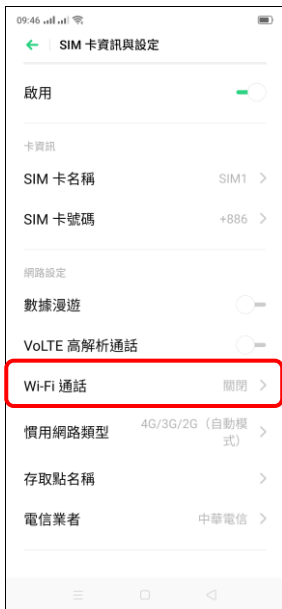 09:46
SIM 卡資訊與設定
啟用
卡資訊
SIM 卡名稱 SIM1
SIM 卡號碼 +886
網路設定
數據漫遊
VoLTE 高解析通話
Wi-Fi 通話 關閉
慣用網路類型 4G/3G/2G（自動模
式）
存取點名稱
電信業者 中華電信